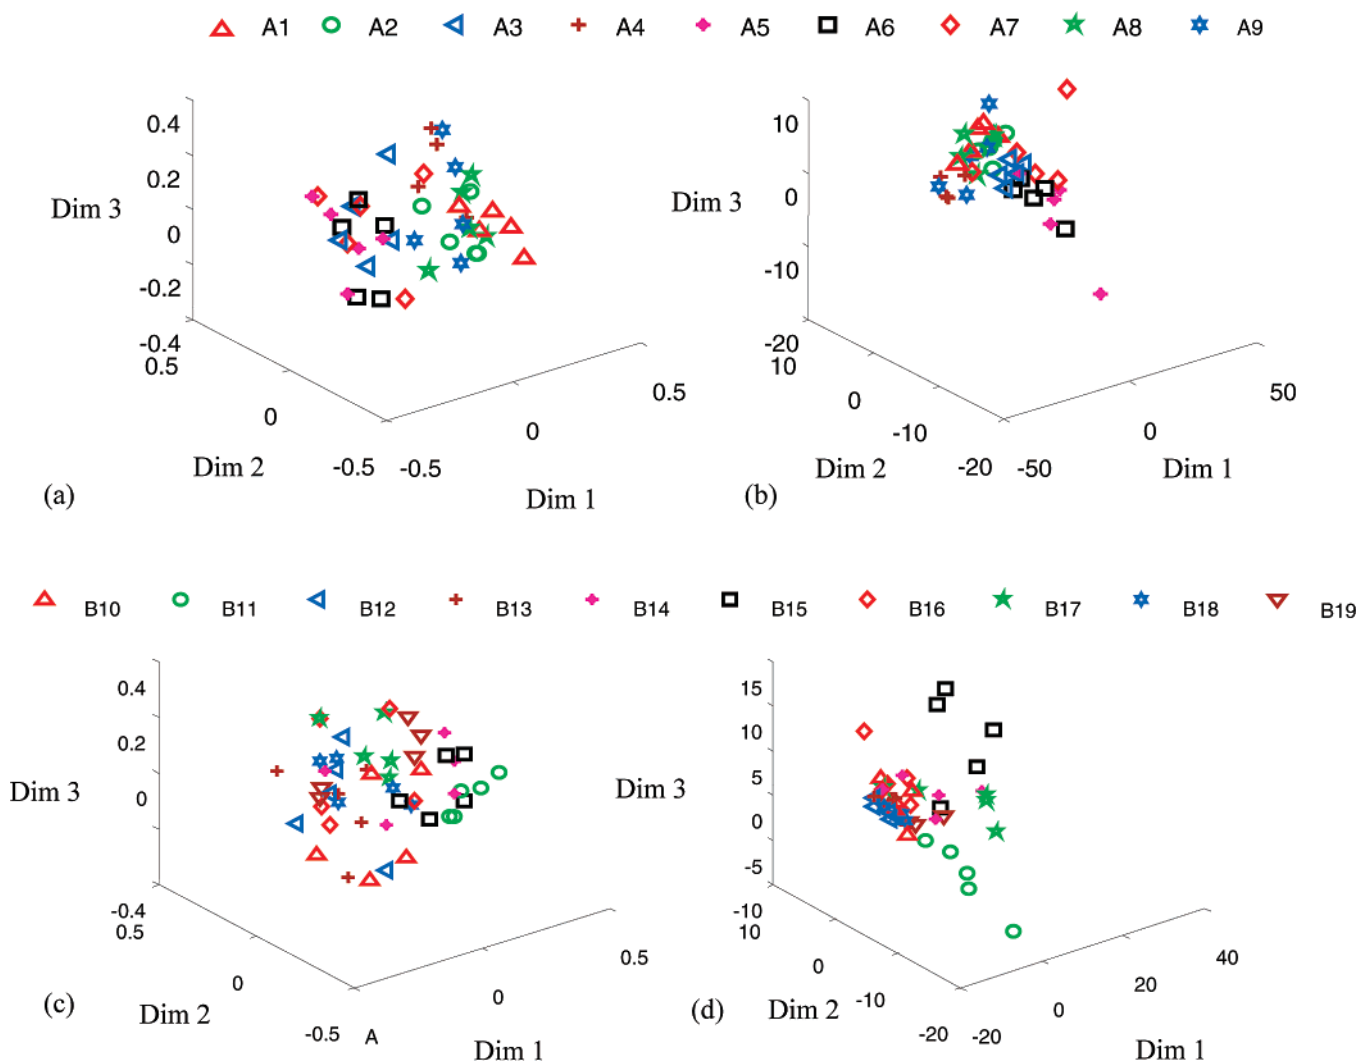 A1 A2 A3 A4 A5 A6 A7 A8 A9
0.4
0.2
Dim 3
0
-0.2
-0.4
0.5
0
Dim 2
-0.5
-0.5
0
0.5
Dim 1
(a)
10
0
Dim 3
-10
-20
10
0
-10
Dim 2
-20
-50
0
50
Dim 1
(b)
B10 B11 B12 B13 B14 B15 B16 B17 B18 B19
0.4
0.2
Dim 3
0
-0.4
0.5
0
Dim 2
-0.5
A
0
0.5
Dim 1
(c)
15
10
5
Dim 3
0
-5
-10
10
0
Dim 2
-10
-20
-20
0
20
40
Dim 1
(d)